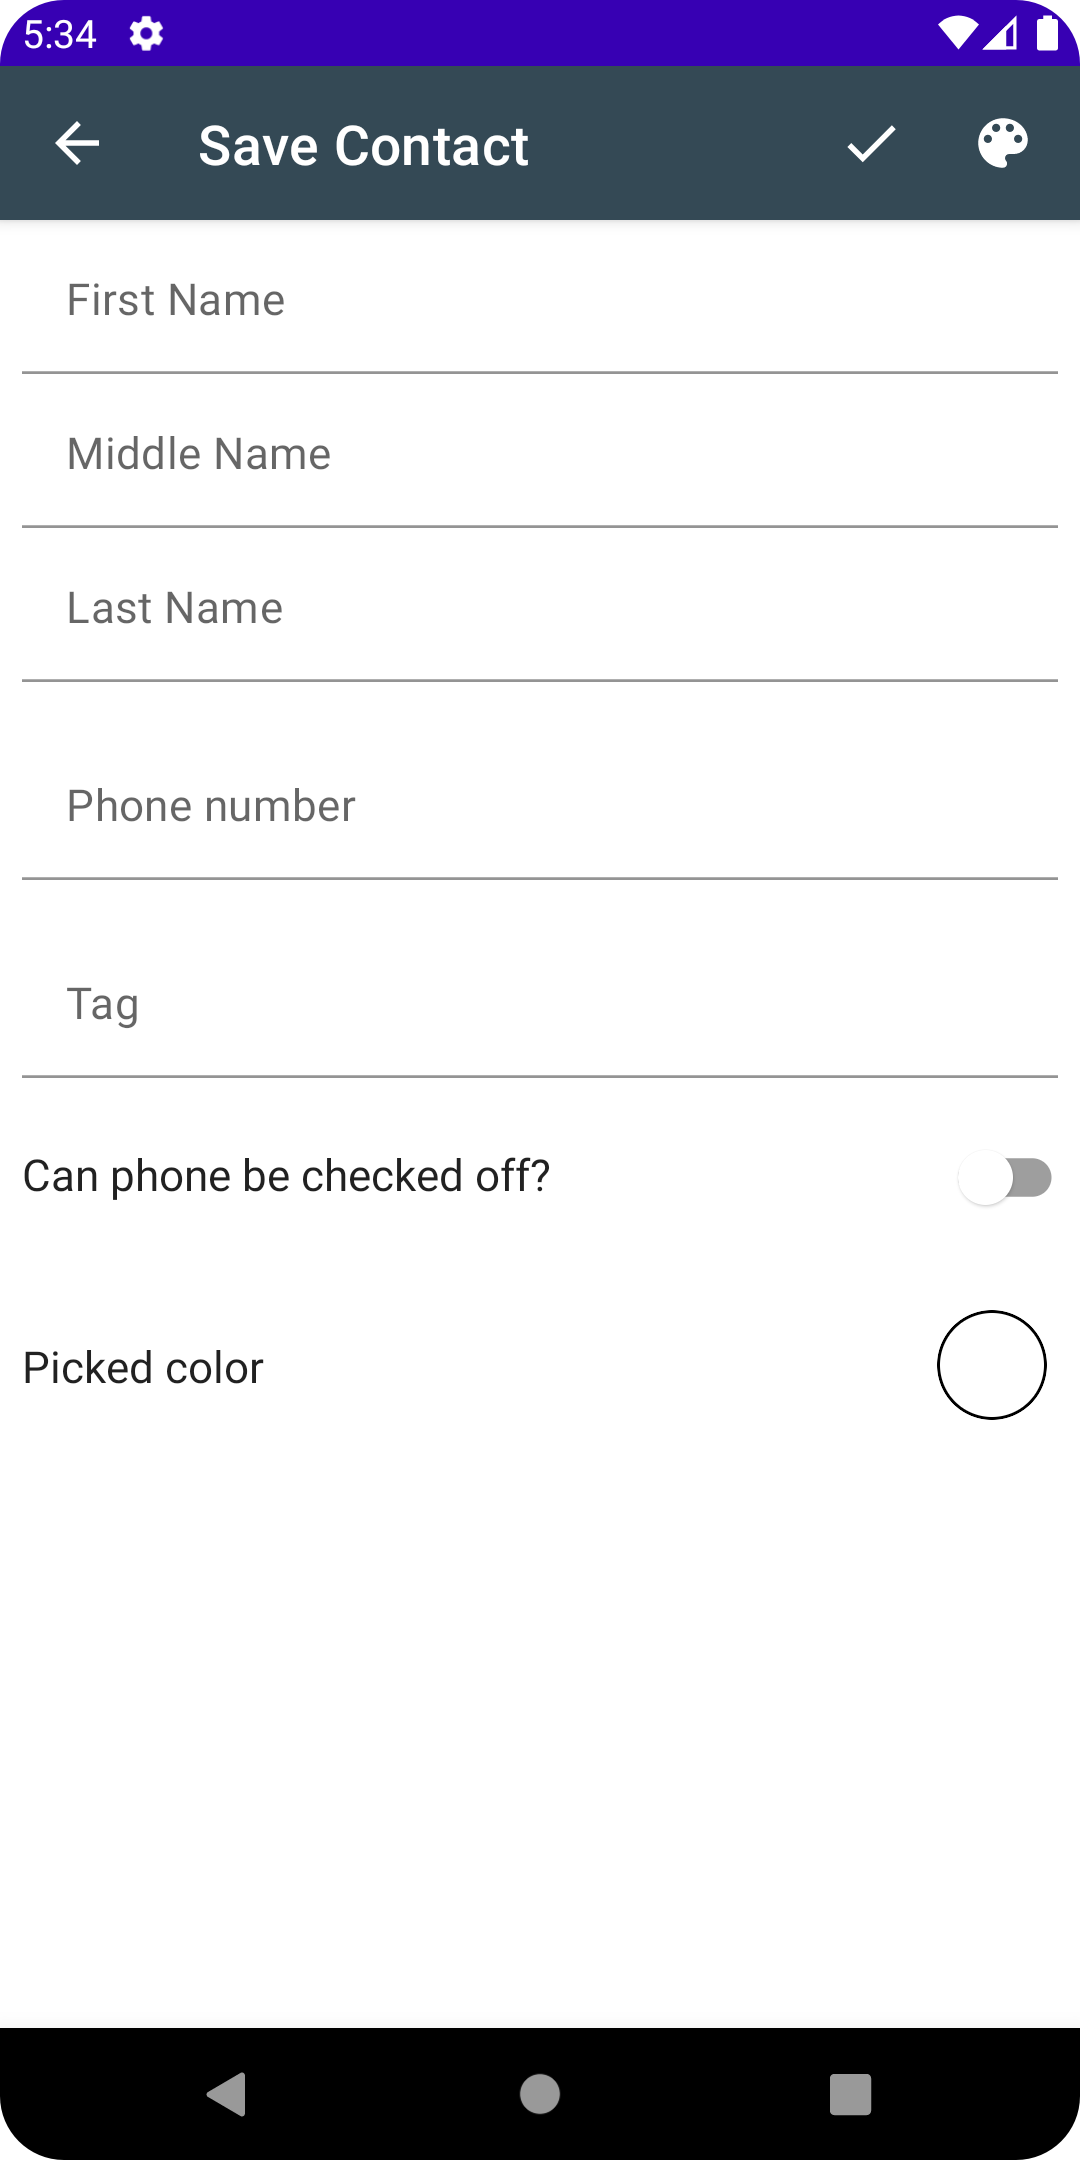 5:34
Save Contact
First Name
Middle Name
Last Name
Phone number
Tag
Can phone be checked off?
Picked color